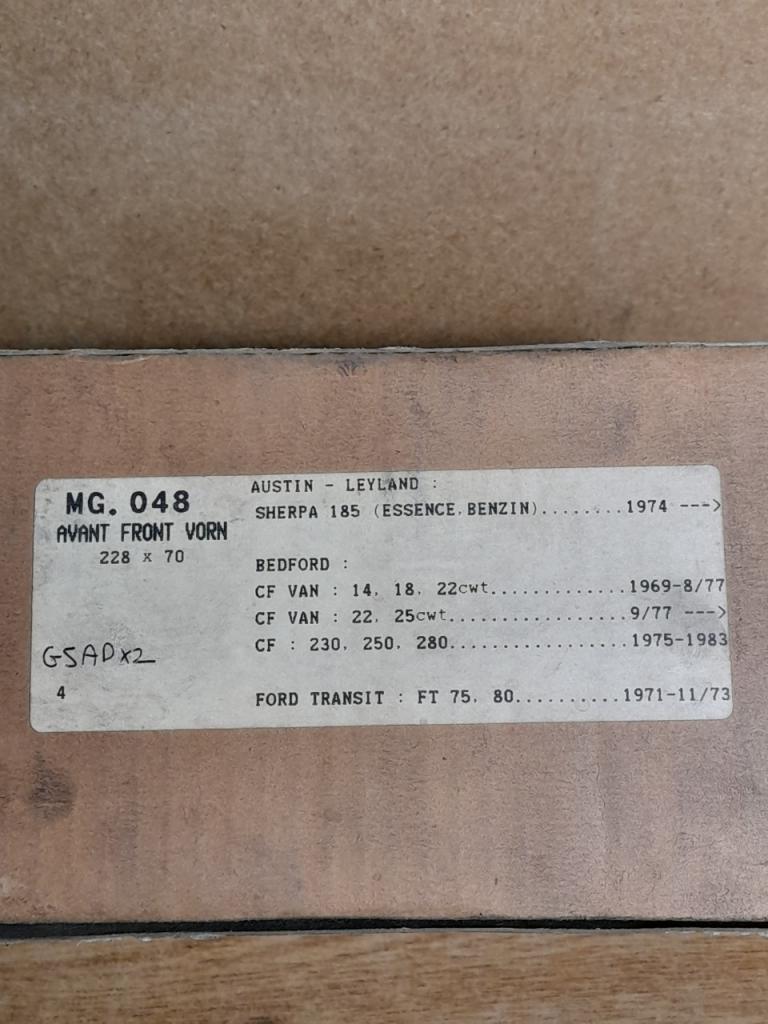 MG. 048
AVANT FRONT VORN
228 x 70
GSADx2
4
AUSTIN - LEYLAND :
SHERPA 185 (ESSENCE.BENZIN)........1974 --->
BEDFORD :
CF VAN : 14. 18. 22cwt.............1969-8/77
CF VAN : 22. 25cwt.................9/77 --->
CF : 230. 250. 280.................1975-1983
FORD TRANSIT : FT 75. 80..........1971-11/73